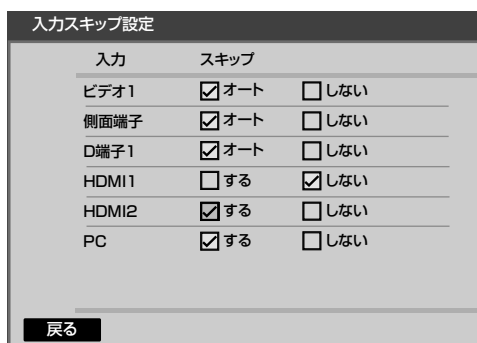 入力スキップ設定
入力 スキップ
ビデオ1 オート しない
側面端子 オート しない
D端子1 オート しない
HDMI1 する しない
HDMI2 する しない
PC する しない
戻る